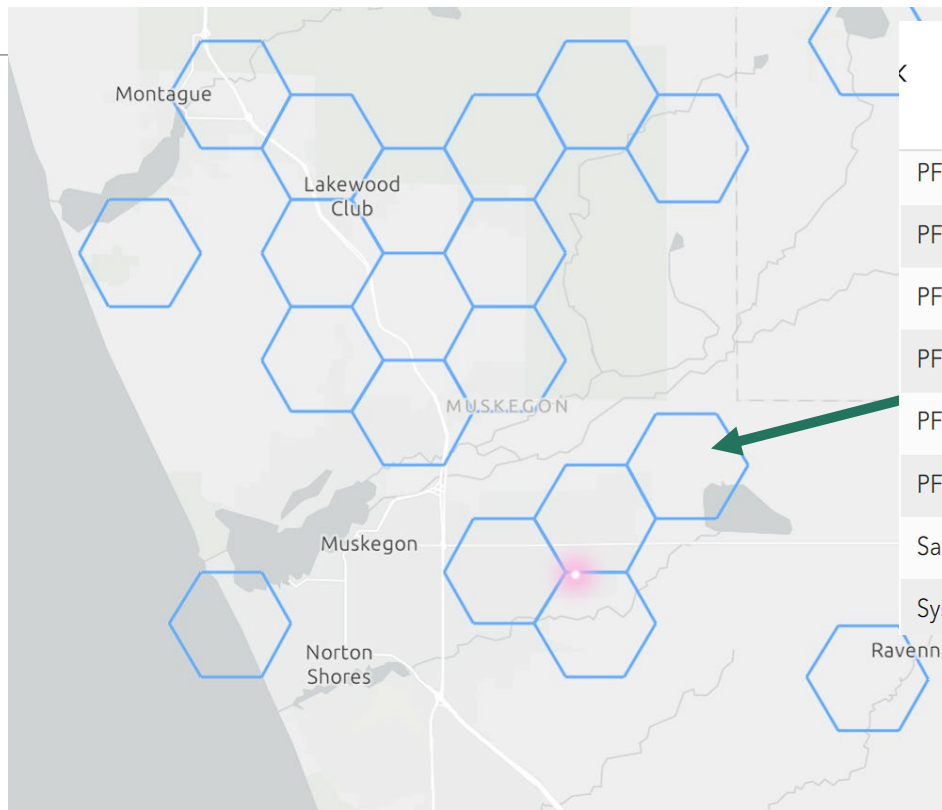 Montague
Lakewood
Club
MUSKEGON
Muskegon
Norton
Shores
PF
PF
PF
PF
PF
PF
Sa
Sy
Ravenn